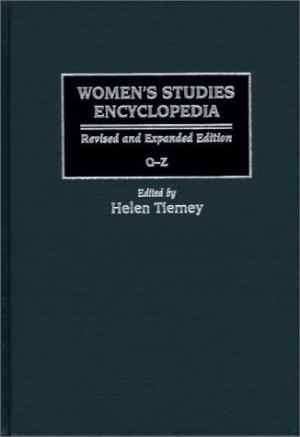 WOMEN'S STUDIES
ENCYCLOPEDIA
Revised and Expanded Edition
Q–Z
Edited by
Helen Tierney